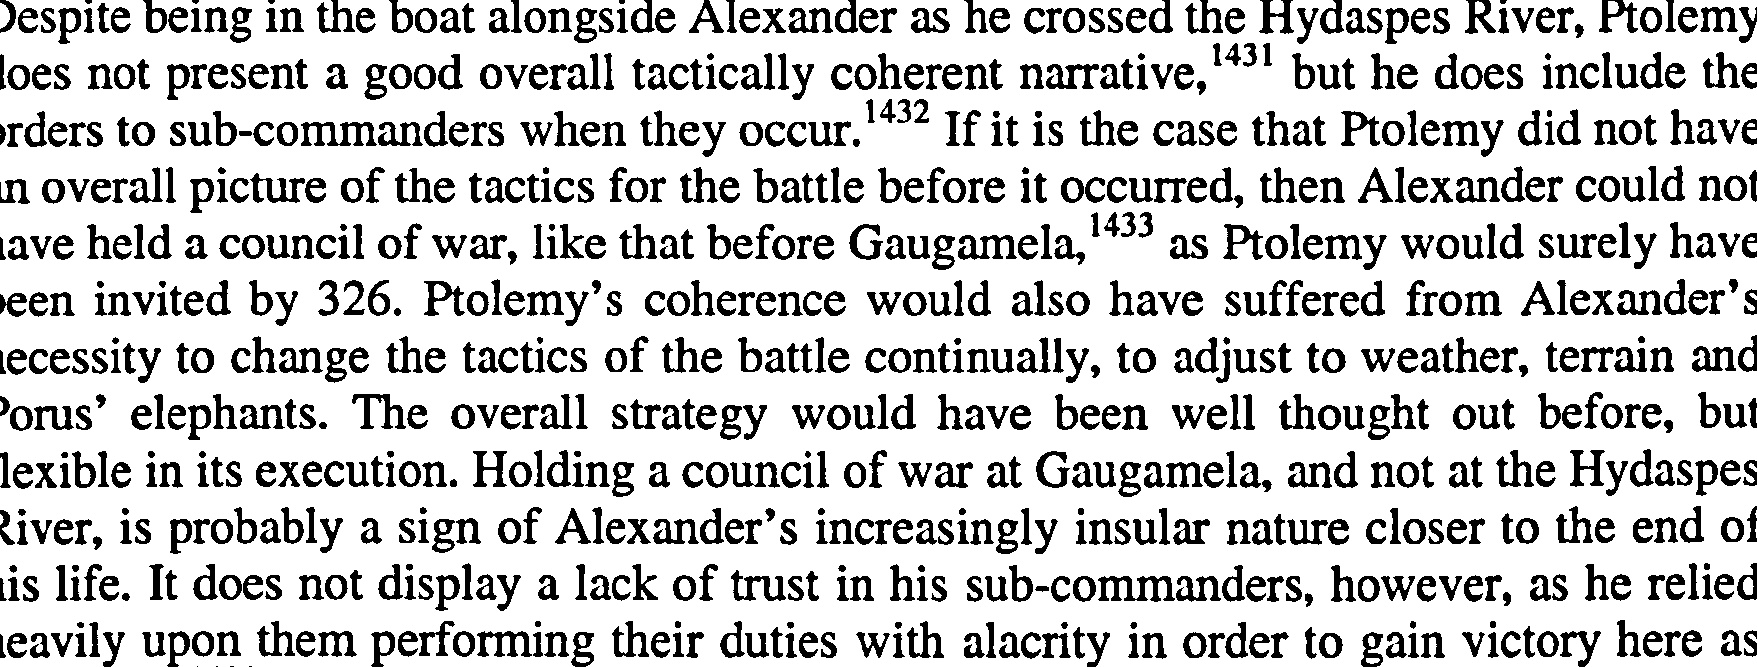 Despite being in the boat alongside Alexander as he crossed the Hydaspes River, Ptolemy
does not present a good overall tactically coherent narrative,1431 but he does include the
orders to sub-commanders when they occur.1432 If it is the case that Ptolemy did not have
an overall picture of the tactics for the battle before it occurred, then Alexander could not
have held a council of war, like that before Gaugamela,1433 as Ptolemy would surely have
been invited by 326. Ptolemy's coherence would also have suffered from Alexander's
necessity to change the tactics of the battle continually, to adjust to weather, terrain and
Porus' elephants. The overall strategy would have been well thought out before, but
flexible in its execution. Holding a council of war at Gaugamela, and not at the Hydaspes
River, is probably a sign of Alexander's increasingly insular nature closer to the end of
his life. It does not display a lack of trust in his sub-commanders, however, as he relied
heavily upon them performing their duties with alacrity in order to gain victory here as